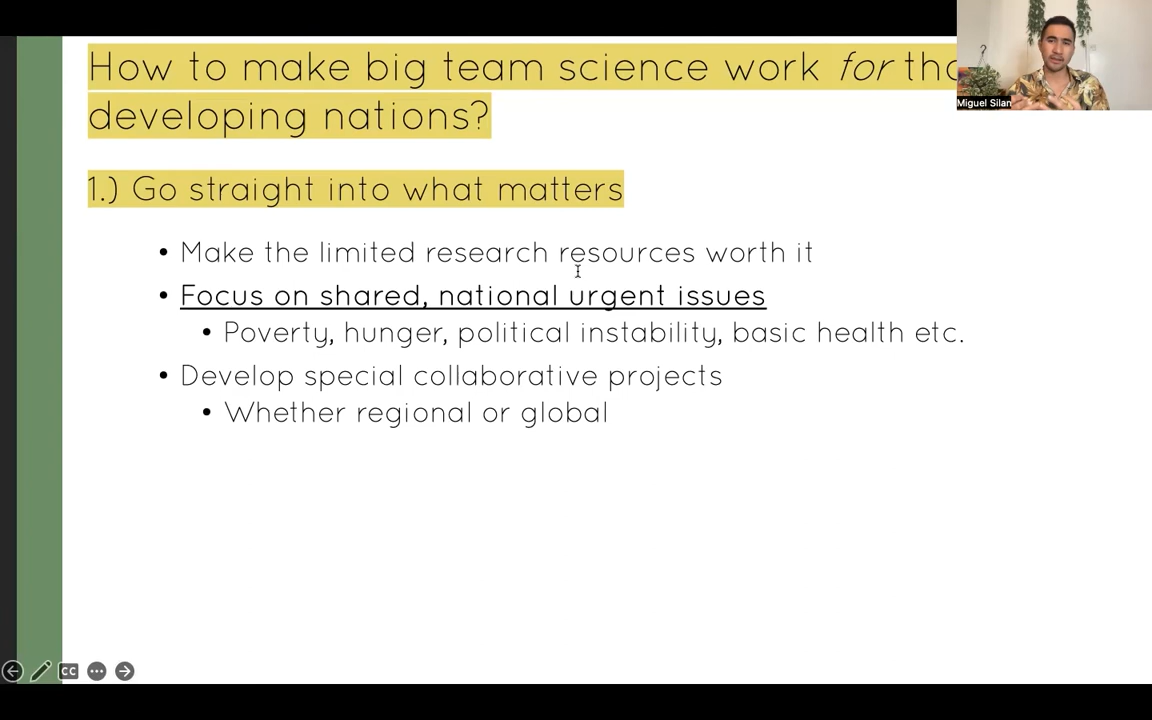 How to make big team science work for
developing nations?
Miguel Silan
1.) Go straight into what matters
• Make the limited research resources worth it
• Focus on shared, national urgent issues
• Poverty, hunger, political instability, basic health etc.
• Develop special collaborative projects
• Whether regional or global
CC